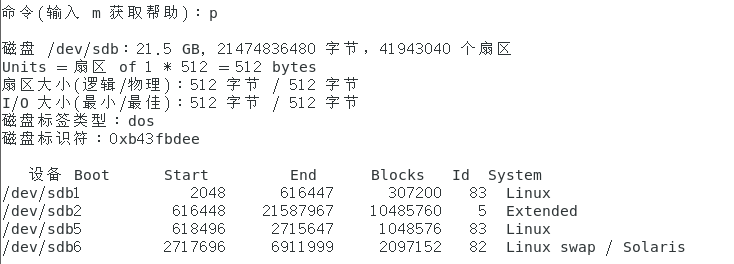 命令(输入 m 获取帮助)：p
磁盘 /dev/sdb：21.5 GB, 21474836480 字节，41943040 个扇区
Units = 扇区 of 1 * 512 = 512 bytes
扇区大小(逻辑/物理)：512 字节 / 512 字节
I/O 大小(最小/最佳)：512 字节 / 512 字节
磁盘标签类型：dos
磁盘标识符：0xb43fbdee
设备 Boot Start End Blocks Id System
/dev/sdb1 2048 616447 307200 83 Linux
/dev/sdb2 616448 21587967 10485760 5 Extended
/dev/sdb5 618496 2715647 1048576 83 Linux
/dev/sdb6 2717696 6911999 2097152 82 Linux swap / Solaris